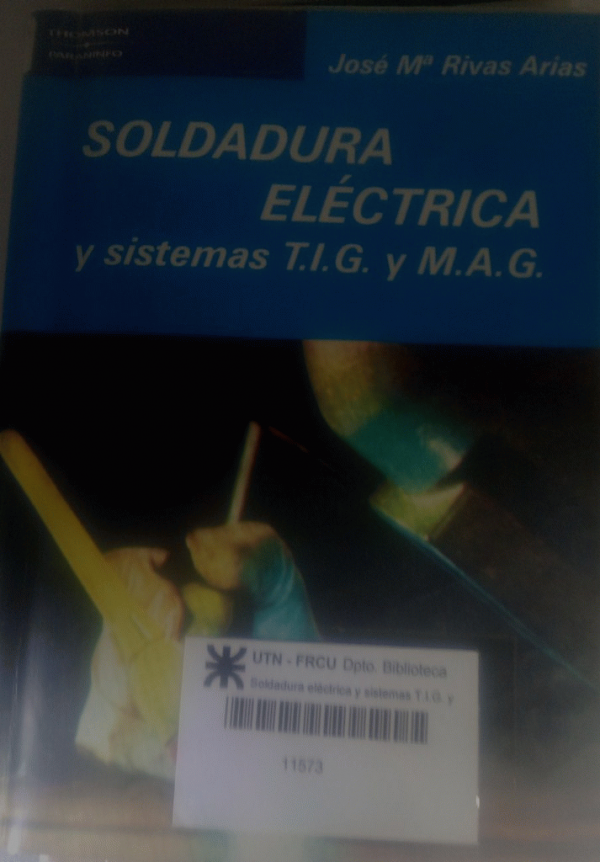 THOMSON
PARANINFO
José Mª Rivas Arias
SOLDADURA
ELÉCTRICA
y sistemas T.I.G. y M.A.G.
UTN - FRCU Dpto. Biblioteca
Soldadura eléctrica y sistemas T.I.G. y
11573